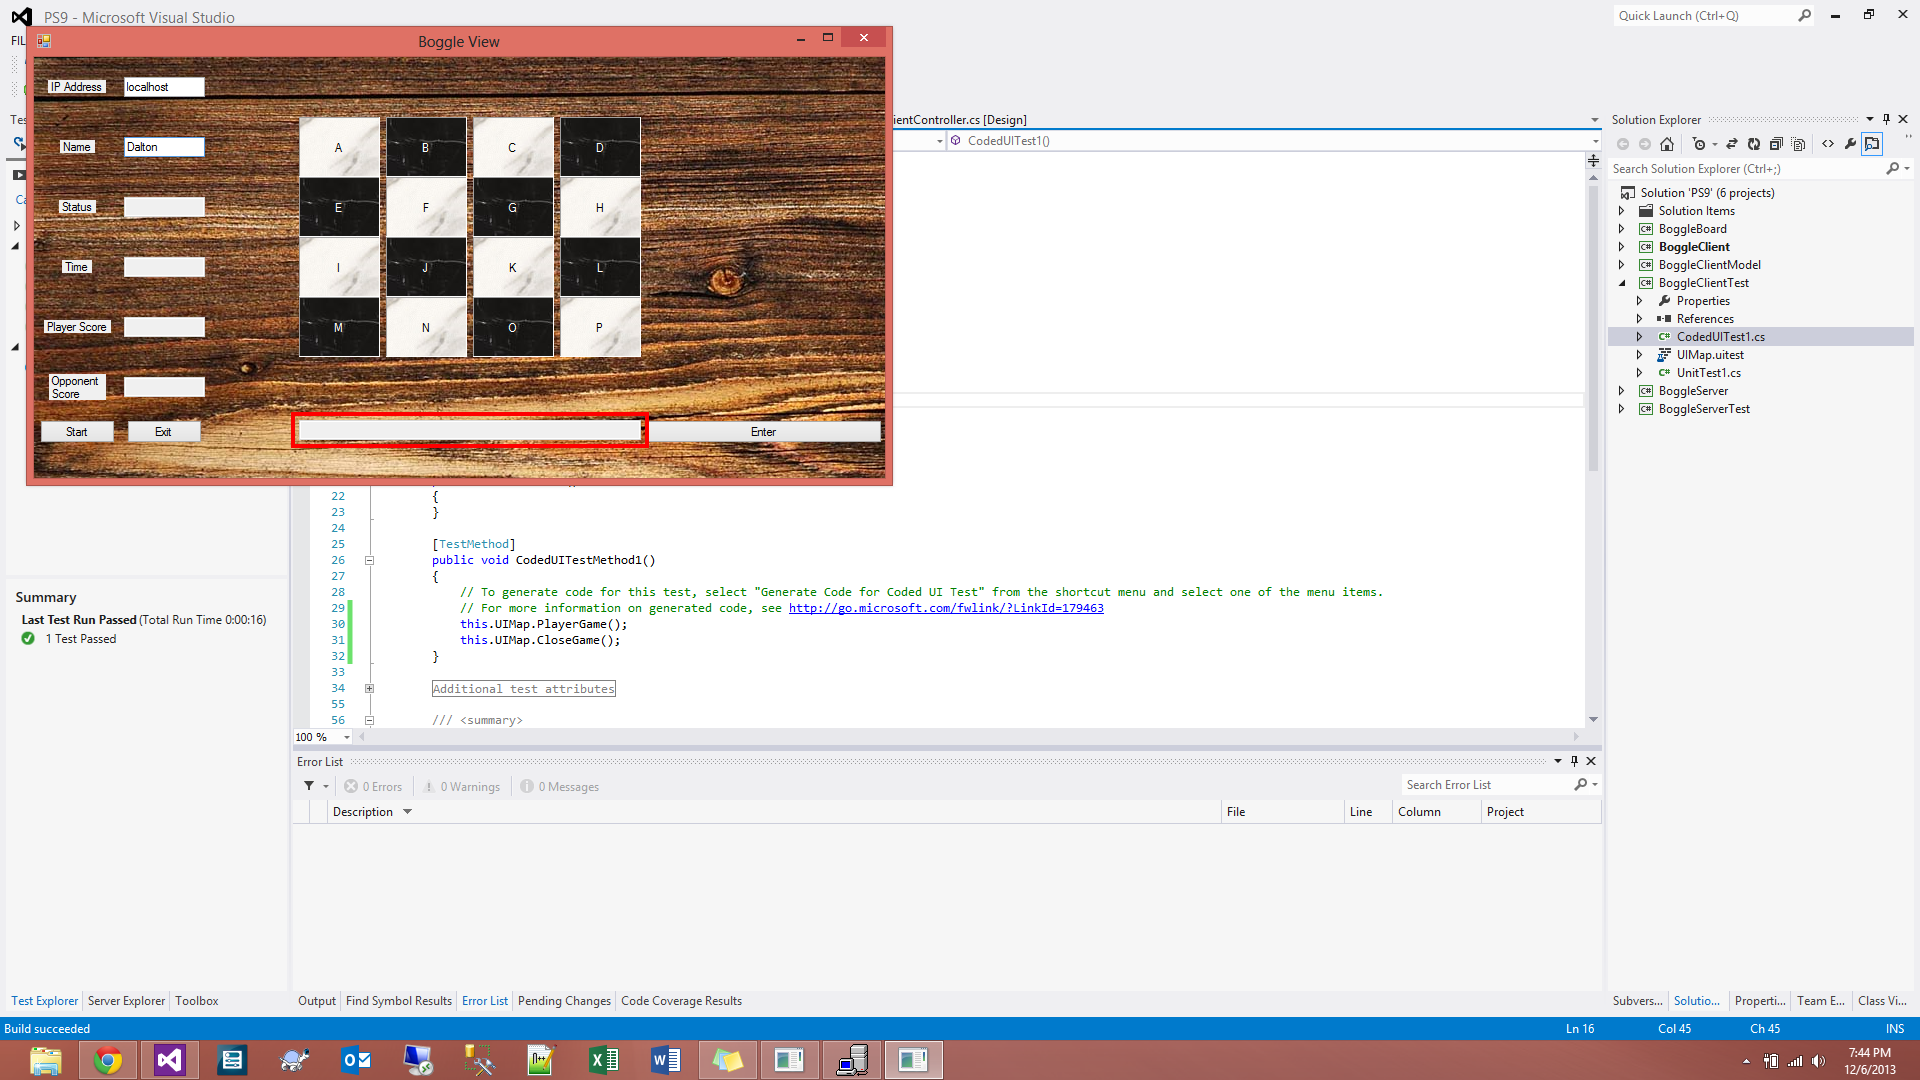 PS9 - Microsoft Visual Studio
Quick Launch (Ctrl+Q)
FIL
Boggle View
IP Address
localhost
Name
Dalton
Status
Time
Player Score
Opponent
Score
Start
Exit
Enter
A B C D
E F G H
I J K L
M N O P
Tes
Ca
ientController.cs [Design]
CodedUITest1()
22 {
23 }
24
25 [TestMethod]
26 public void CodedUITestMethod1()
27 {
28 // To generate code for this test, select "Generate Code for Coded UI Test" from the shortcut menu and select one of the menu items.
29 // For more information on generated code, see http://go.microsoft.com/fwlink/?LinkId=179463
30 this.UIMap.PlayerGame();
31 this.UIMap.CloseGame();
32 }
33
34 Additional test attributes
55
56 /// <summary>
100 %
Summary
Last Test Run Passed (Total Run Time 0:00:16)
1 Test Passed
Error List
0 Errors
0 Warnings
0 Messages
Search Error List
Description
File
Line
Column
Project
Solution Explorer
Search Solution Explorer (Ctrl+;)
Solution 'PS9' (6 projects)
Solution Items
BoggleBoard
BoggleClient
BoggleClientModel
BoggleClientTest
Properties
References
CodedUITest1.cs
UIMap.uitest
UnitTest1.cs
BoggleServer
BoggleServerTest
Test Explorer
Server Explorer
Toolbox
Output
Find Symbol Results
Error List
Pending Changes
Code Coverage Results
Subvers...
Solutio...
Properti...
Team E...
Class Vi...
Build succeeded
Ln 16
Col 45
Ch 45
INS
7:44 PM
12/6/2013